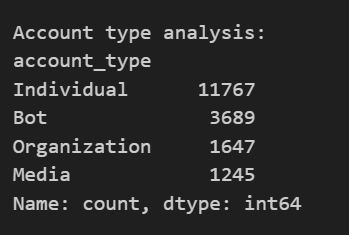 Account type analysis:
account_type
Individual      11767
Bot              3689
Organization     1647
Media            1245
Name: count, dtype: int64